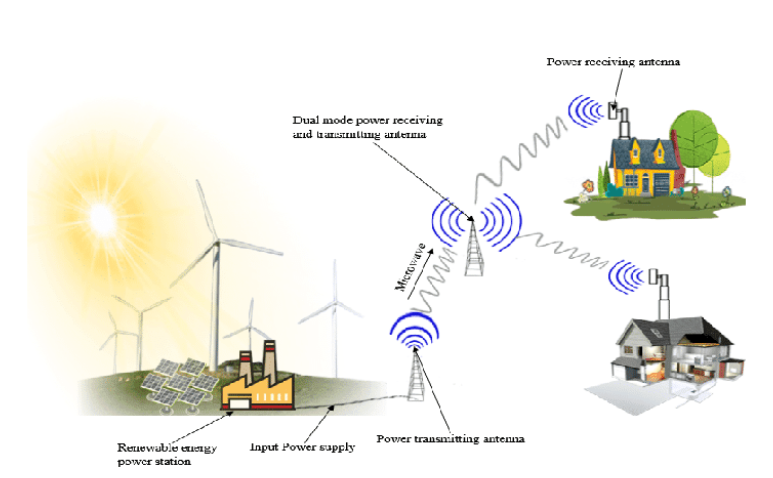 Power receiving antenna
Dual mode power receiving
and transmitting antenna
Microwave
Renewable energy
power station
Input Power supply
Power transmitting antenna